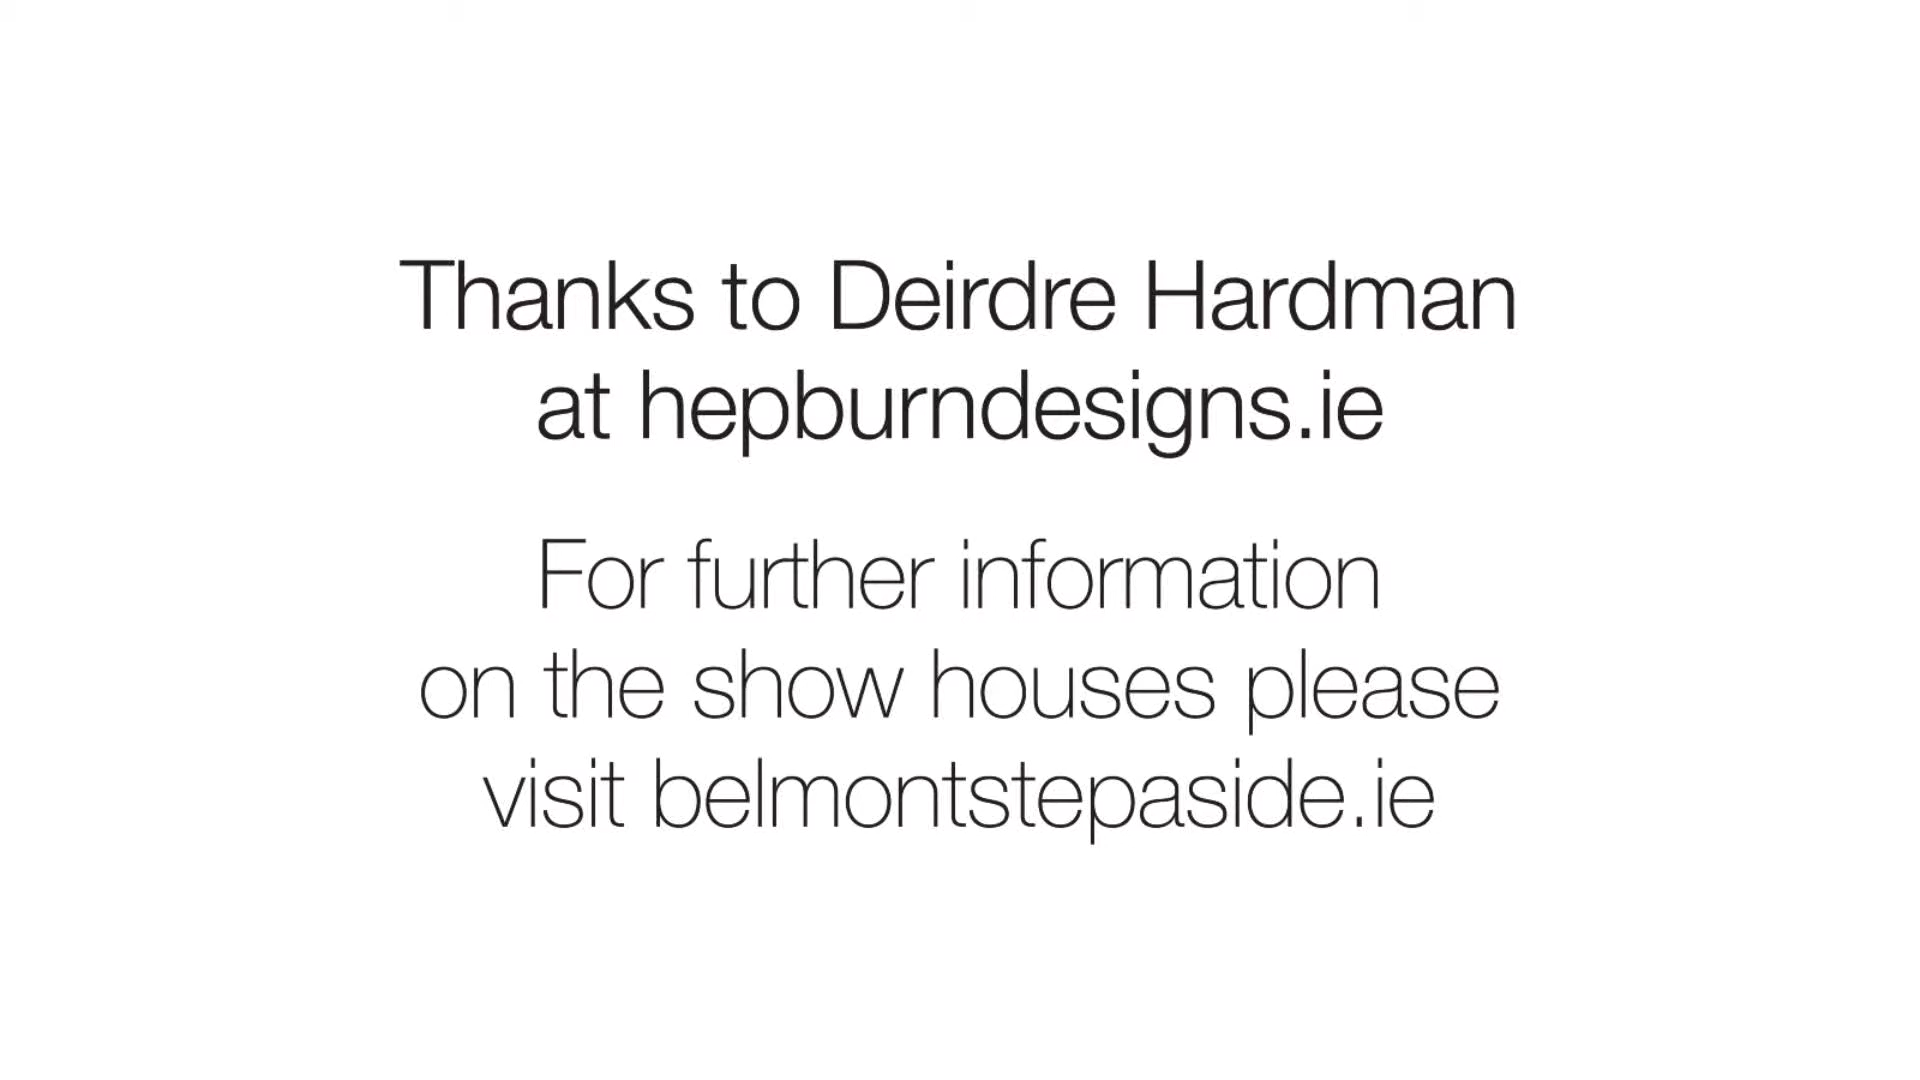 Thanks to Deirdre Hardman
at hepburndesigns.ie
For further information
on the show houses please
visit belmontstepaside.ie